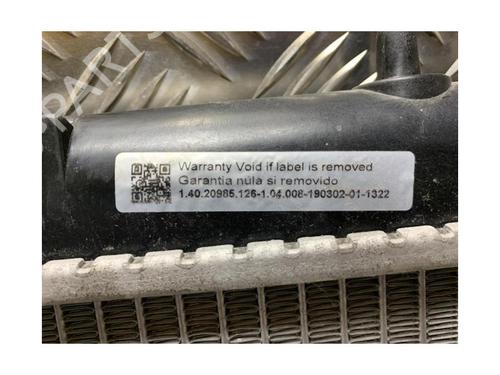 Warranty Void if label is removed
Garantia nula si removido
1.40.20985.126-1.04.008-190302-01-1322